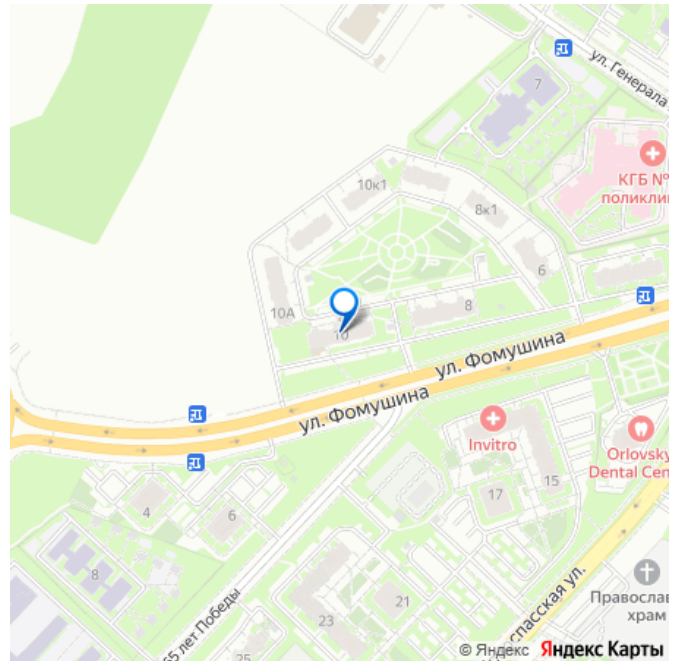 ул. Генерала
7
КГБ №
поликли
10к1
8к1
6
10А
8
10
ул. Фомушина
ул. Фомушина
Invitro
Orlovsky
Dental Cen
15
17
4
6
8
65 лет Победы
23
21
25
спасская ул.
Православ
храм
© Яндекс Яндекс Карты